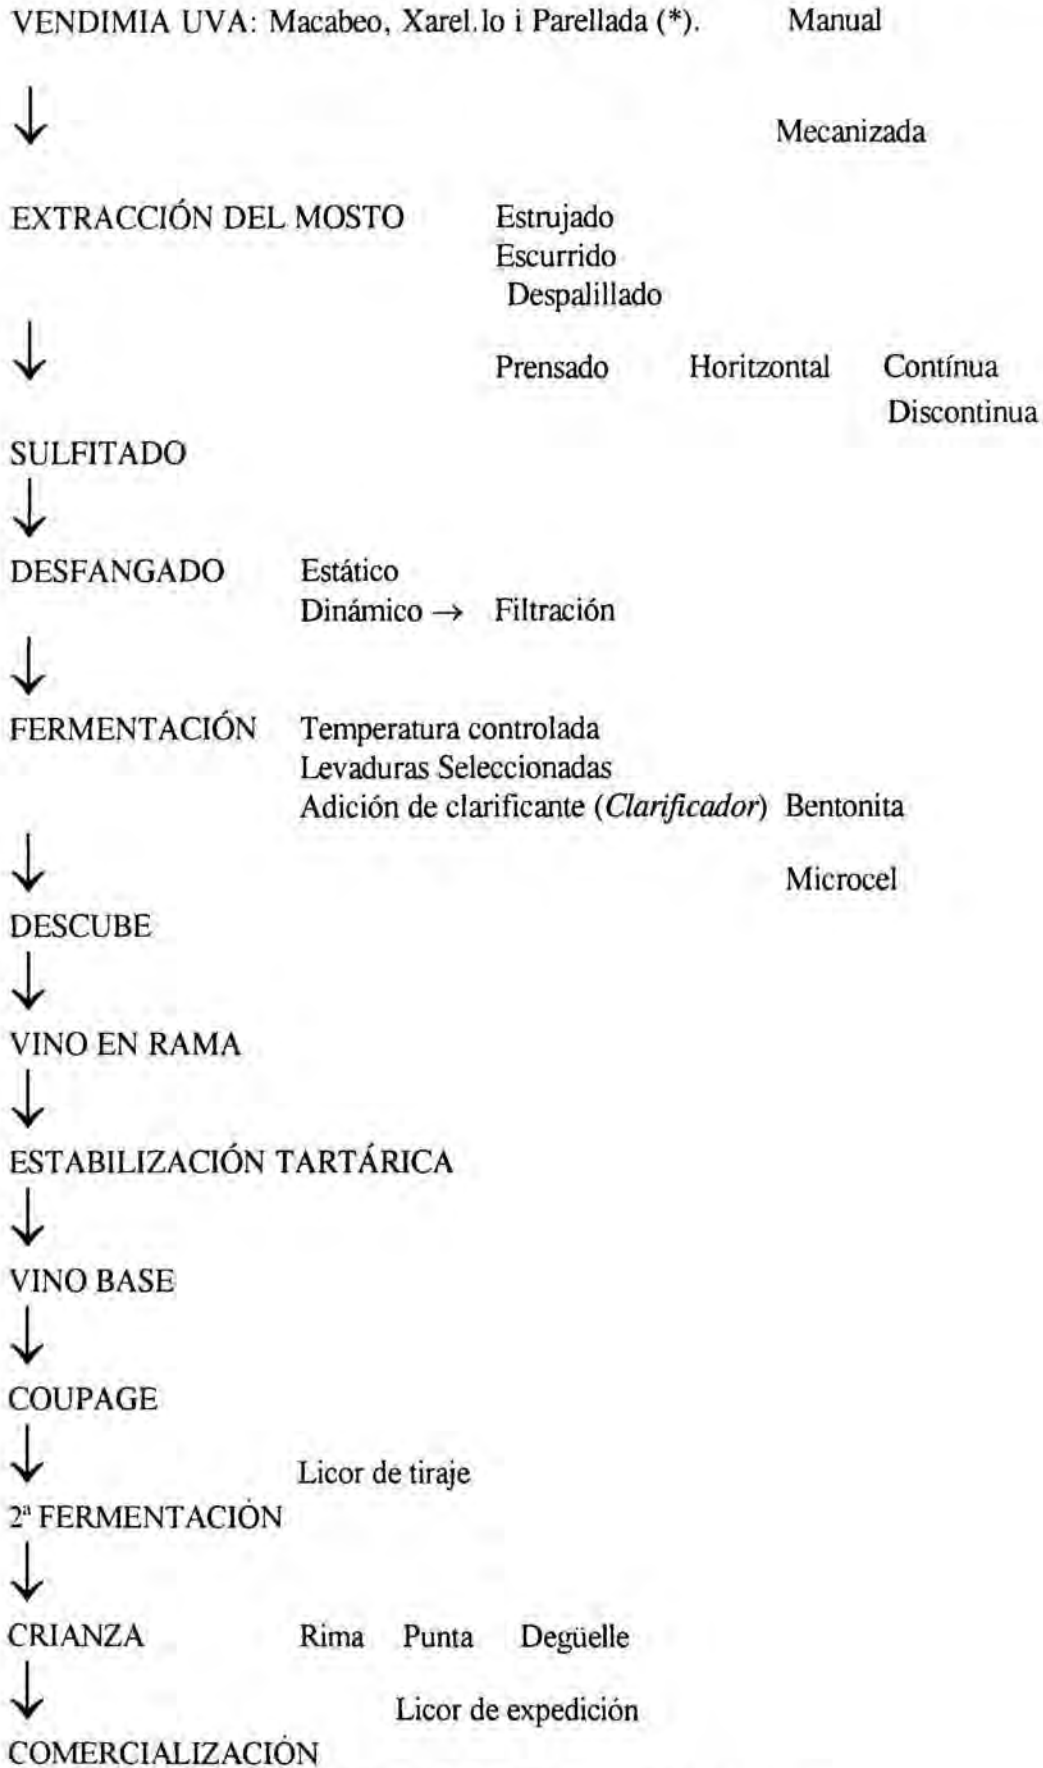 VENDIMIA UVA: Macabeo, Xarel.lo i Parellada (*). Manual
↓
Mecanizada
EXTRACCIÓN DEL MOSTO Estrujado
Escurrido
Despalillado
↓
Prensado Horitzontal Contínua
Discontinua
SULFITADO
↓
DESFANGADO Estático
Dinámico → Filtración
↓
FERMENTACIÓN Temperatura controlada
Levaduras Seleccionadas
Adición de clarificante (Clarificador) Bentonita
↓
Microcel
DESCUBE
↓
VINO EN RAMA
↓
ESTABILIZACIÓN TARTÁRICA
↓
VINO BASE
↓
COUPAGE
↓
Licor de tiraje
2ª FERMENTACIÓN
↓
CRIANZA Rima Punta Degüelle
↓
Licor de expedición
COMERCIALIZACIÓN